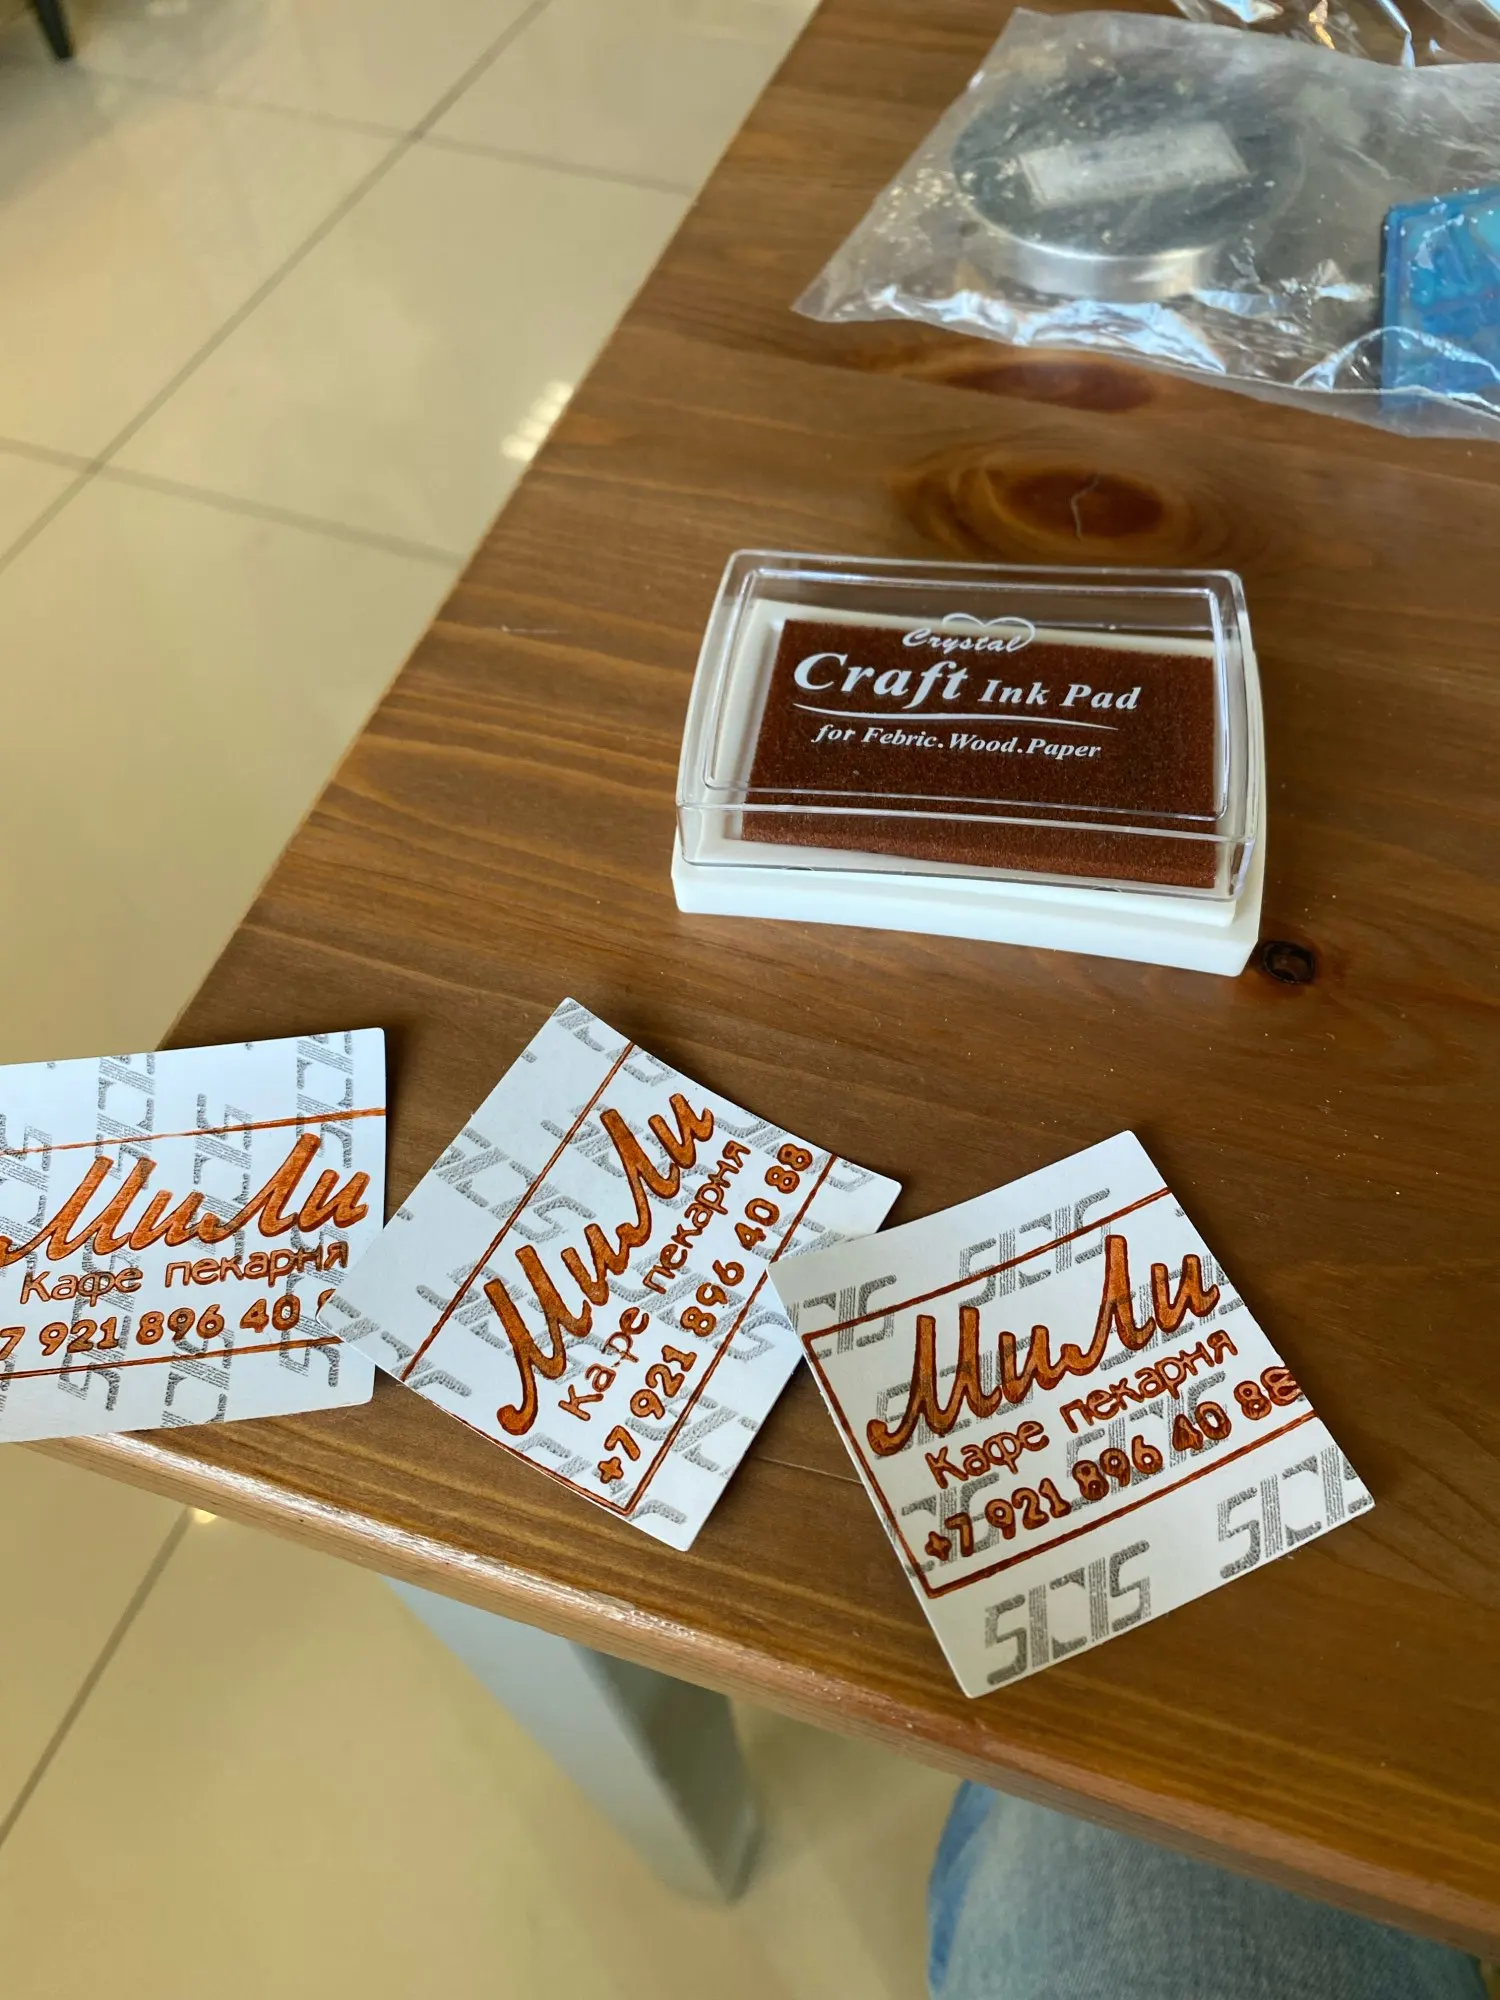 Crystal
Craft Ink Pad
for Febric.Wood.Paper
Мили
Кафе пекарня
7 921 896 40
Мили
Кафе пекарня
+7 921 896 40 88
Мили
Кафе пекарня
+7 921 896 40 88